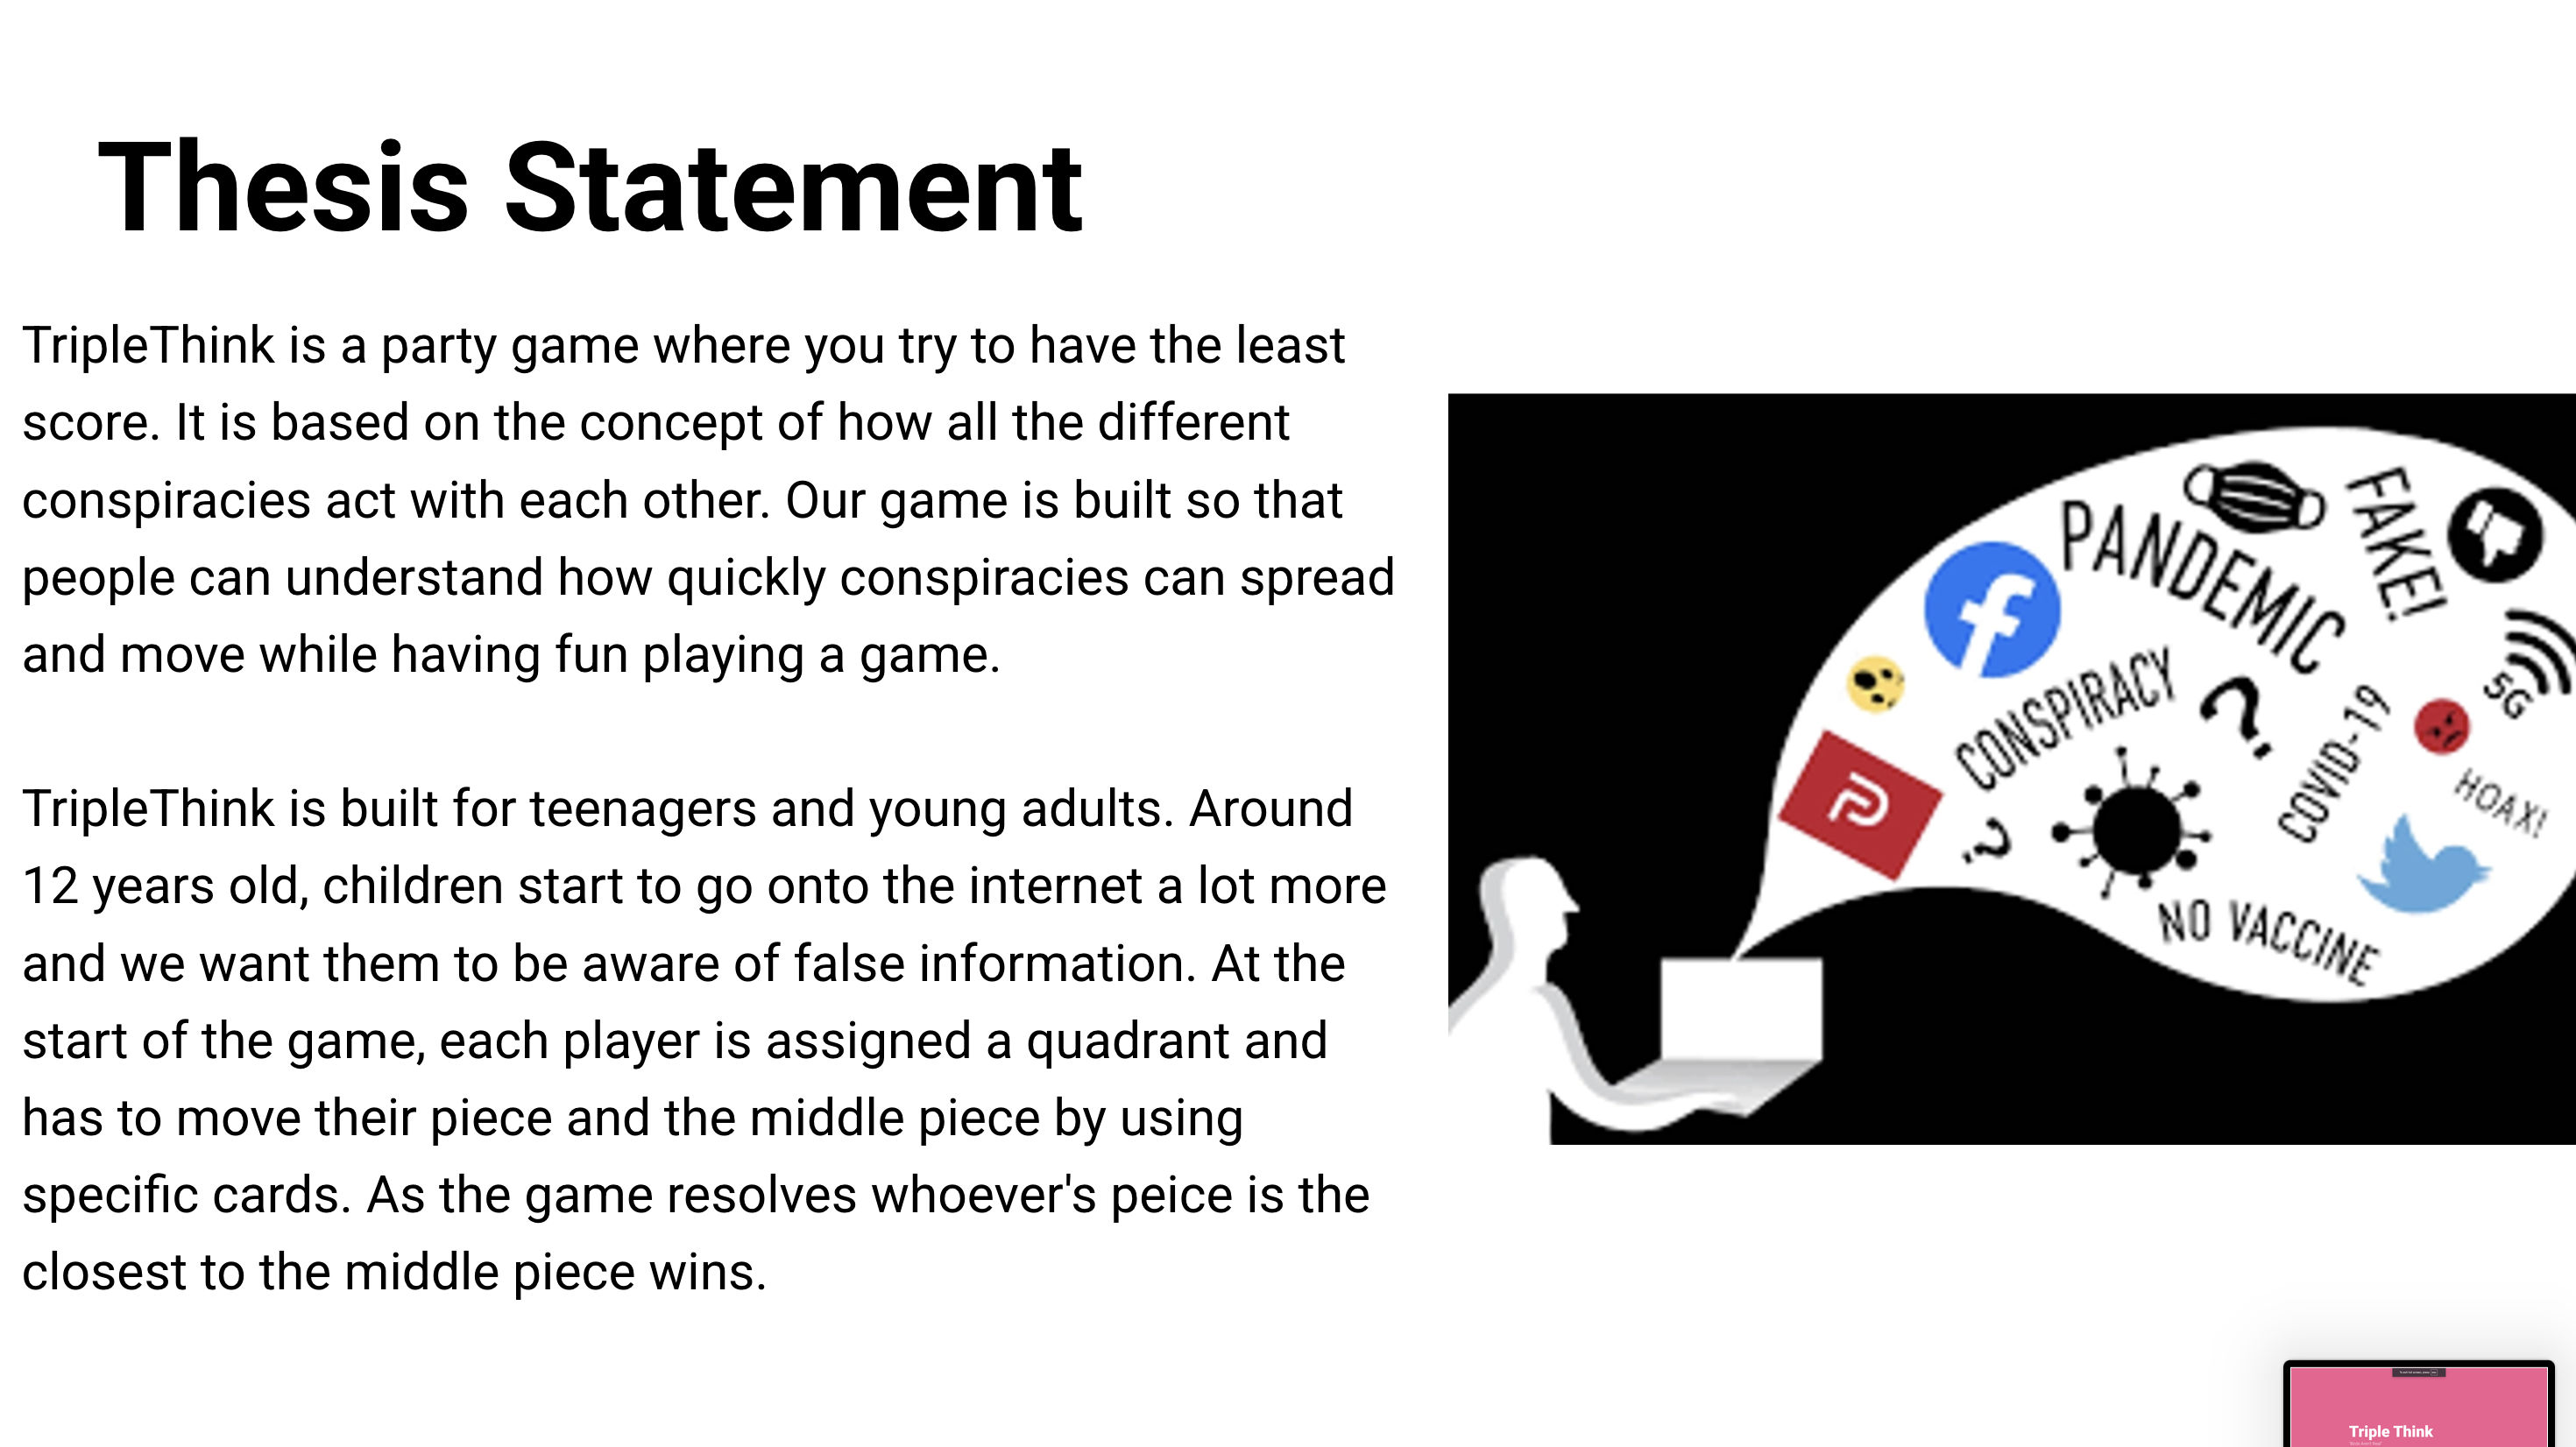 Thesis Statement
TripleThink is a party game where you try to have the least
score. It is based on the concept of how all the different
conspiracies act with each other. Our game is built so that
people can understand how quickly conspiracies can spread
and move while having fun playing a game.
TripleThink is built for teenagers and young adults. Around
12 years old, children start to go onto the internet a lot more
and we want them to be aware of false information. At the
start of the game, each player is assigned a quadrant and
has to move their piece and the middle piece by using
specific cards. As the game resolves whoever's peice is the
closest to the middle piece wins.
PANDEMIC
FAKE!
CONSPIRACY
?
COVID-19
5G
HOAX!
?
NO VACCINE
Triple Think